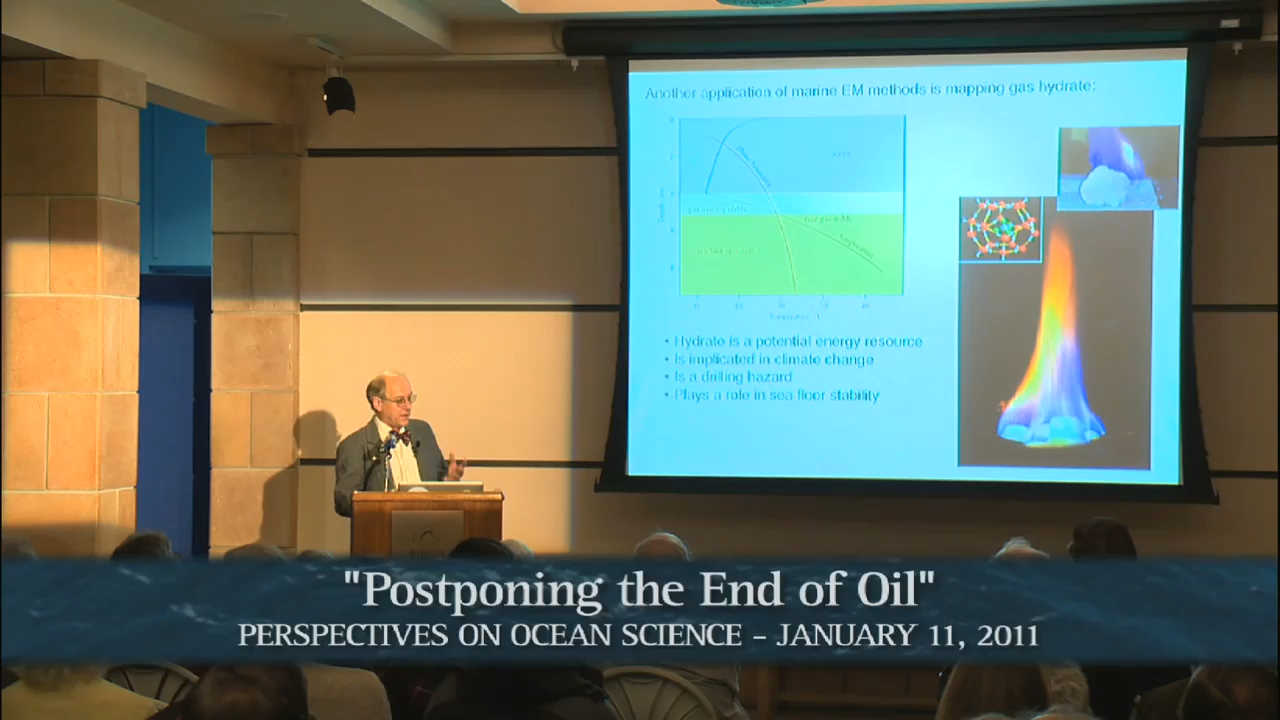 Another application of marine EM methods is mapping gas hydrate:
phase boundary
• Hydrate is a potential energy resource
• Is implicated in climate change
• Is a drilling hazard
• Plays a role in sea floor stability
"Postponing the End of Oil"
PERSPECTIVES ON OCEAN SCIENCE – JANUARY 11, 2011